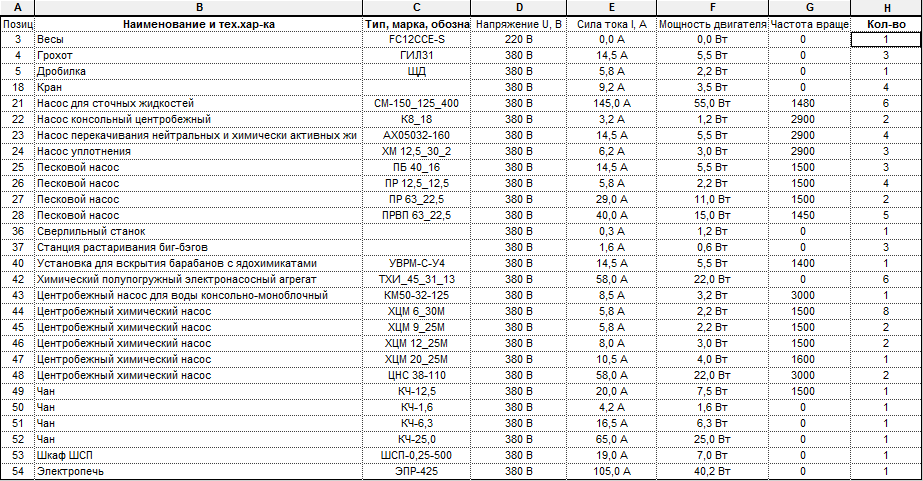 A B C D E F G H
Позиц Наименование и тех.хар-ка Тип, марка, обозна Напряжение U, В Сила тока I, А Мощность двигателя Частота враще Кол-во
3 Весы FC12CCE-S 220 В 0,0 А 0,0 Вт 0 1
4 Грохот ГИЛ31 380 В 14,5 А 5,5 Вт 0 3
5 Дробилка ЩД 380 В 5,8 А 2,2 Вт 0 1
18 Кран 380 В 9,2 А 3,5 Вт 0 4
21 Насос для сточных жидкостей СМ-150_125_400 380 В 145,0 А 55,0 Вт 1480 6
22 Насос консольный центробежный К8_18 380 В 3,2 А 1,2 Вт 2900 2
23 Насос перекачивания нейтральных и химически активных жи АХ05032-160 380 В 14,5 А 5,5 Вт 2900 4
24 Насос уплотнения ХМ 12,5_30_2 380 В 6,2 А 3,0 Вт 2900 3
25 Песковой насос ПБ 40_16 380 В 14,5 А 5,5 Вт 1500 3
26 Песковой насос ПР 12,5_12,5 380 В 5,8 А 2,2 Вт 1500 4
27 Песковой насос ПР 63_22,5 380 В 29,0 А 11,0 Вт 1500 2
28 Песковой насос ПРВП 63_22,5 380 В 40,0 А 15,0 Вт 1450 5
36 Сверлильный станок 380 В 0,3 А 1,2 Вт 0 1
37 Станция растаривания биг-бэгов 380 В 1,6 А 0,6 Вт 0 3
40 Установка для вскрытия барабанов с ядохимикатами УВРМ-С-У4 380 В 14,5 А 5,5 Вт 1400 1
42 Химический полупогружный электронасосный агрегат ТХИ_45_31_13 380 В 58,0 А 22,0 Вт 0 6
43 Центробежный насос для воды консольно-моноблочный КМ50-32-125 380 В 8,5 А 3,2 Вт 3000 1
44 Центробежный химический насос ХЦМ 6_30М 380 В 5,8 А 2,2 Вт 1500 8
45 Центробежный химический насос ХЦМ 9_25М 380 В 5,8 А 2,2 Вт 1500 2
46 Центробежный химический насос ХЦМ 12_25М 380 В 8,0 А 3,0 Вт 1500 2
47 Центробежный химический насос ХЦМ 20_25М 380 В 10,5 А 4,0 Вт 1600 1
48 Центробежный химический насос ЦНС 38-110 380 В 58,0 А 22,0 Вт 3000 2
49 Чан КЧ-12,5 380 В 20,0 А 7,5 Вт 1500 1
50 Чан КЧ-1,6 380 В 4,2 А 1,6 Вт 0 1
51 Чан КЧ-6,3 380 В 16,5 А 6,3 Вт 0 1
52 Чан КЧ-25,0 380 В 65,0 А 25,0 Вт 0 1
53 Шкаф ШСП ШСП-0,25-500 380 В 19,0 А 7,0 Вт 0 1
54 Электропечь ЭПР-425 380 В 105,0 А 40,2 Вт 0 1